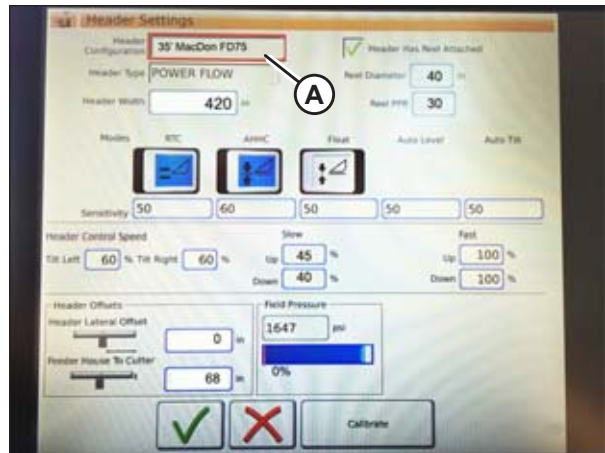 Header Settings
Header Configuration 35' MacDon FD75 Header Has Reel Attached
A
Header Type POWER FLOW Reel Diameter 40 in
Header Width 420 in Reel PPR 30
Modes RTC AHHC Float Auto Level Auto Tilt
Sensitivity 50 60 50 50 50
Header Control Speed Slow Fast
Tilt Left 60 % Tilt Right 60 % Up 45 % Up 100 %
Down 40 % Down 100 %
Header Offsets Field Pressure
Header Lateral Offset 0 in 1647 psi
Feeder House To Cutter 68 in 0%
Calibrate